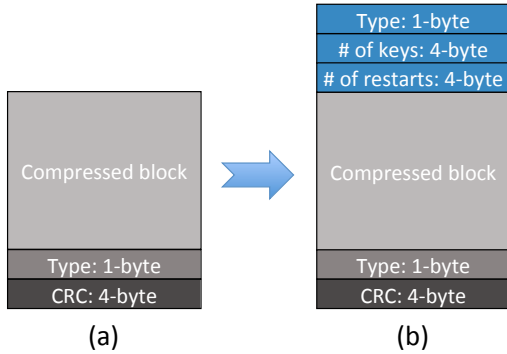 Compressed block
Type: 1-byte
CRC: 4-byte
(a)
Type: 1-byte
# of keys: 4-byte
# of restarts: 4-byte
Compressed block
Type: 1-byte
CRC: 4-byte
(b)